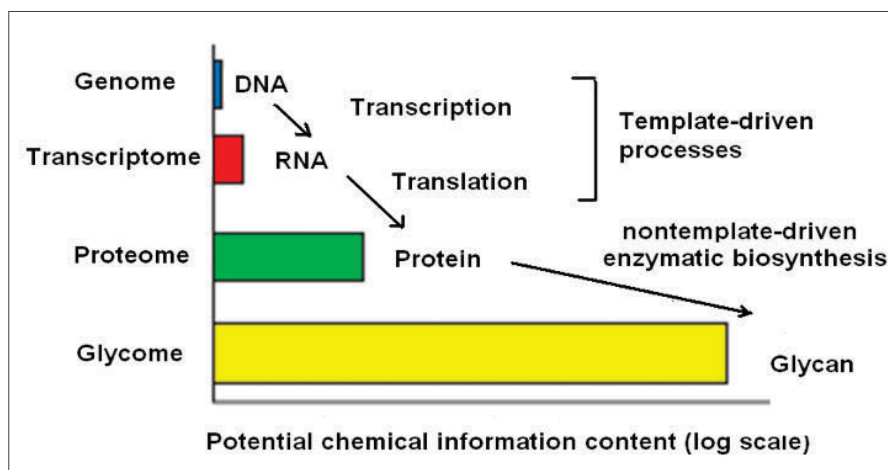 Genome
DNA
Transcription
Template-driven
processes
Transcriptome
RNA
Translation
nontemplate-driven
enzymatic biosynthesis
Proteome
Protein
Glycome
Glycan
Potential chemical information content (log scale)